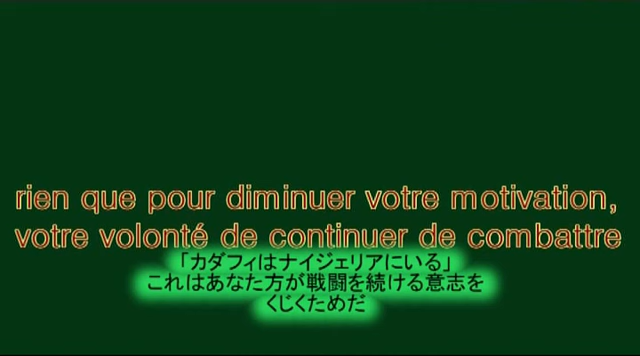 rien que pour diminuer votre motivation,
votre volonté de continuer de combattre
「カダフィはナイジェリアにいる」
これはあなた方が戦闘を続ける意志を
くじくためだ